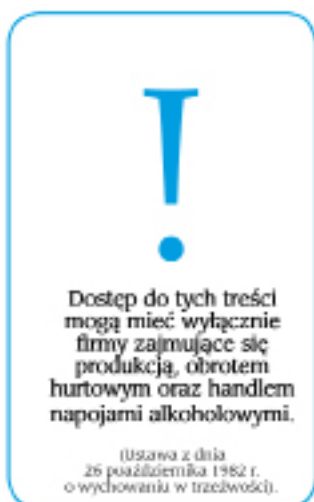 !
Dostęp do tych treści
mogą mieć wyłącznie
firmy zajmujące się
produkcją, obrotem
hurtowym oraz handlem
napojami alkoholowymi.
(Ustawa z dnia
26 października 1982 r.
o wychowaniu w trzeźwości).